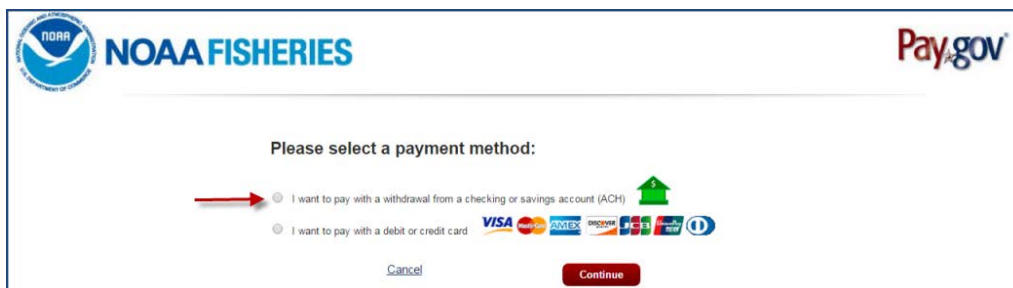 NOAA
NATIONAL OCEANIC AND ATMOSPHERIC ADMINISTRATION
U.S. DEPARTMENT OF COMMERCE
NOAA FISHERIES
Pay.gov
Please select a payment method:
I want to pay with a withdrawal from a checking or savings account (ACH)
$
I want to pay with a debit or credit card VISA MasterCard AMEX DISCOVER JCB
Cancel
Continue